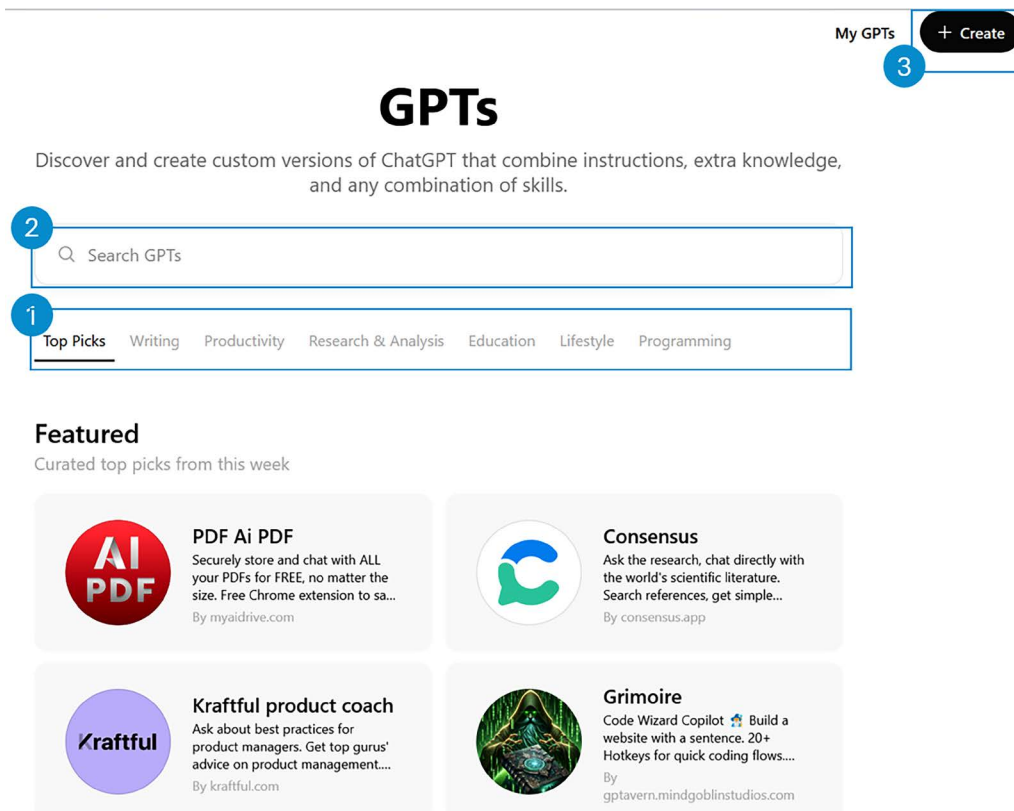 My GPTs
+ Create
3
GPTs
Discover and create custom versions of ChatGPT that combine instructions, extra knowledge,
and any combination of skills.
2
Search GPTs
1
Top Picks Writing Productivity Research & Analysis Education Lifestyle Programming
Featured
Curated top picks from this week
AI
PDF
PDF Ai PDF
Securely store and chat with ALL
your PDFs for FREE, no matter the
size. Free Chrome extension to sa...
By myaidrive.com
Consensus
Ask the research, chat directly with
the world's scientific literature.
Search references, get simple...
By consensus.app
Kraftful
Kraftful product coach
Ask about best practices for
product managers. Get top gurus'
advice on product management....
By kraftful.com
Grimoire
Code Wizard Copilot 🧙 Build a
website with a sentence. 20+
Hotkeys for quick coding flows....
By
gptavern.mindgoblinstudios.com